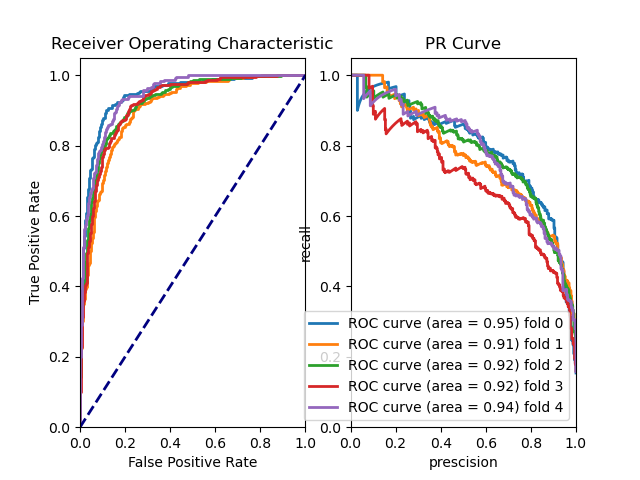 Receiver Operating Characteristic
PR Curve
True Positive Rate
1.0
0.8
0.6
0.4
0.2
0.0
0.0 0.2 0.4 0.6 0.8 1.0
False Positive Rate
recall
1.0
0.8
0.6
0.4
0.2
0.0
0.0 0.2 0.4 0.6 0.8 1.0
prescision
ROC curve (area = 0.95) fold 0
ROC curve (area = 0.91) fold 1
ROC curve (area = 0.92) fold 2
ROC curve (area = 0.92) fold 3
ROC curve (area = 0.94) fold 4